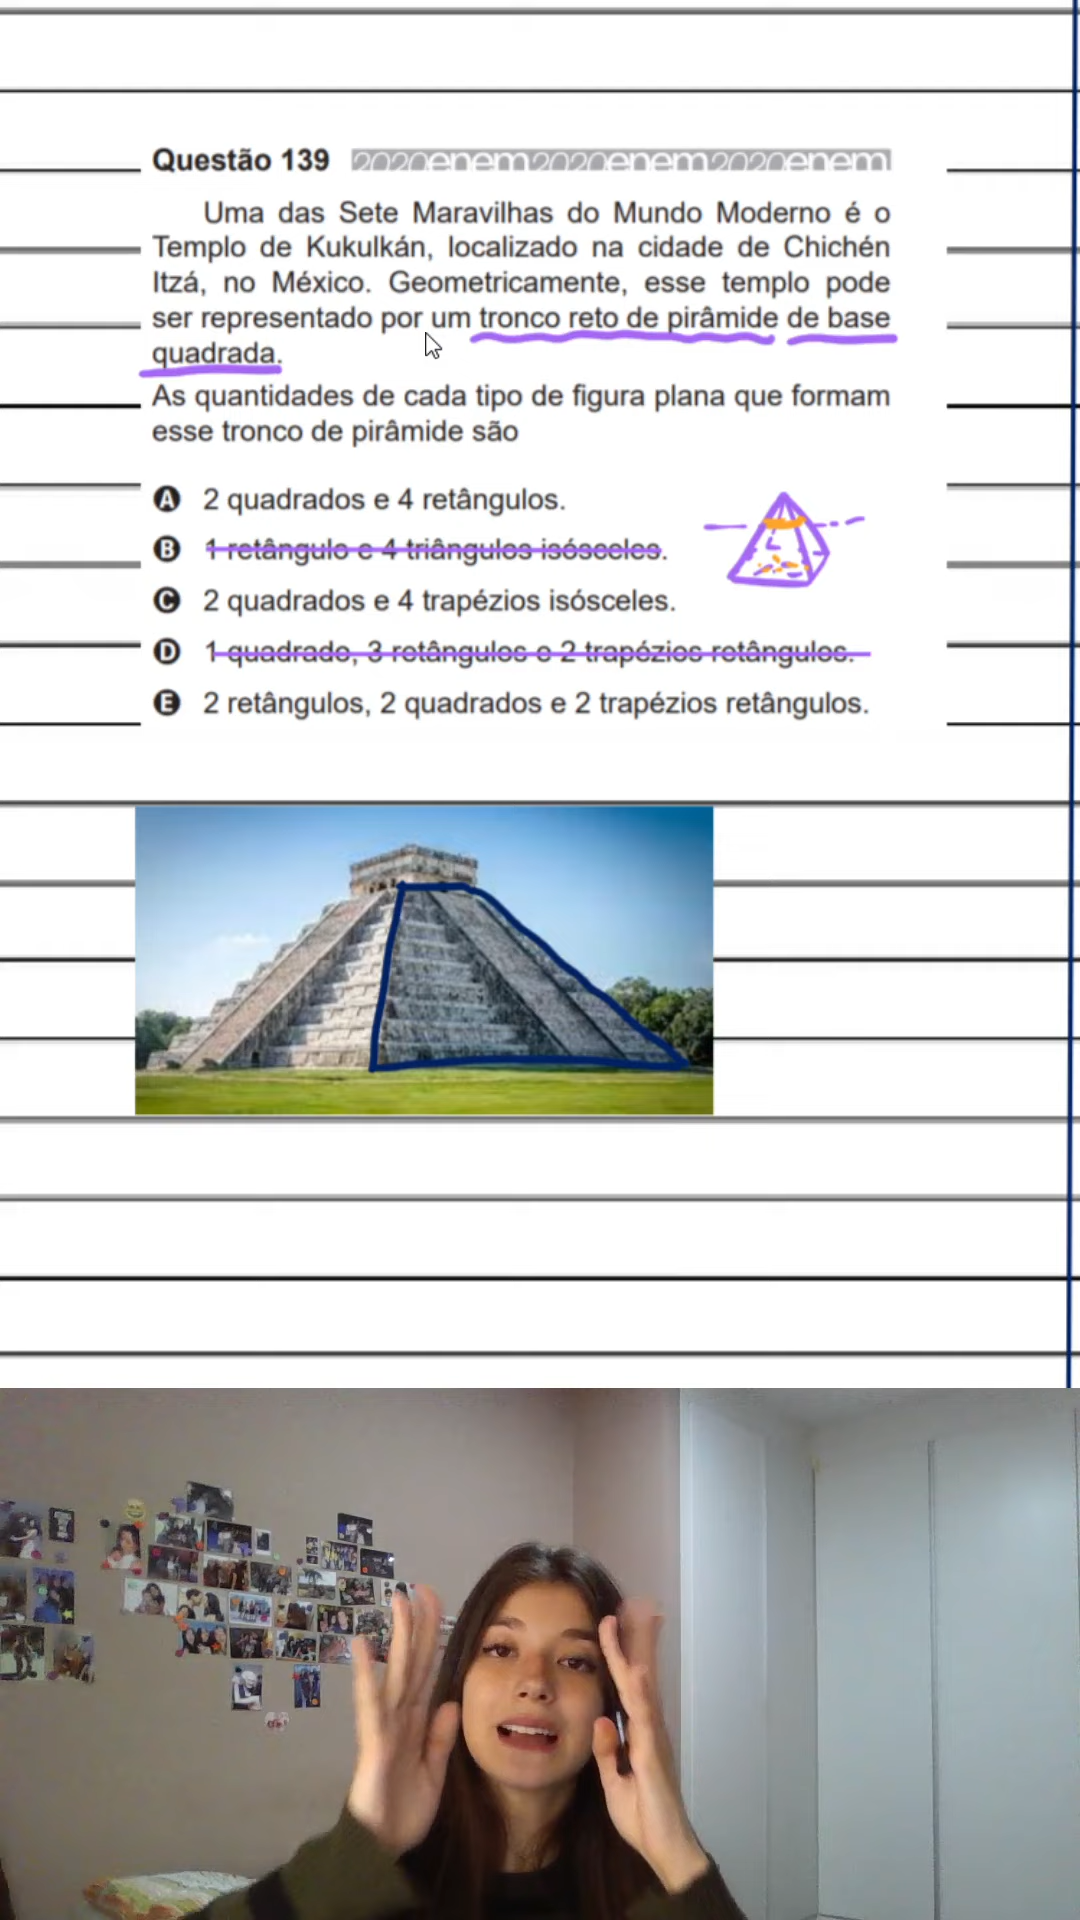 Questão 139 2020enem2020enem2020enem
Uma das Sete Maravilhas do Mundo Moderno é o
Templo de Kukulkán, localizado na cidade de Chichén
Itzá, no México. Geometricamente, esse templo pode
ser representado por um tronco reto de pirâmide de base
quadrada.
As quantidades de cada tipo de figura plana que formam
esse tronco de pirâmide são
A 2 quadrados e 4 retângulos.
B 1 retângulo e 4 triângulos isósceles.
C 2 quadrados e 4 trapézios isósceles.
D 1 quadrado, 3 retângulos e 2 trapézios retângulos.
E 2 retângulos, 2 quadrados e 2 trapézios retângulos.